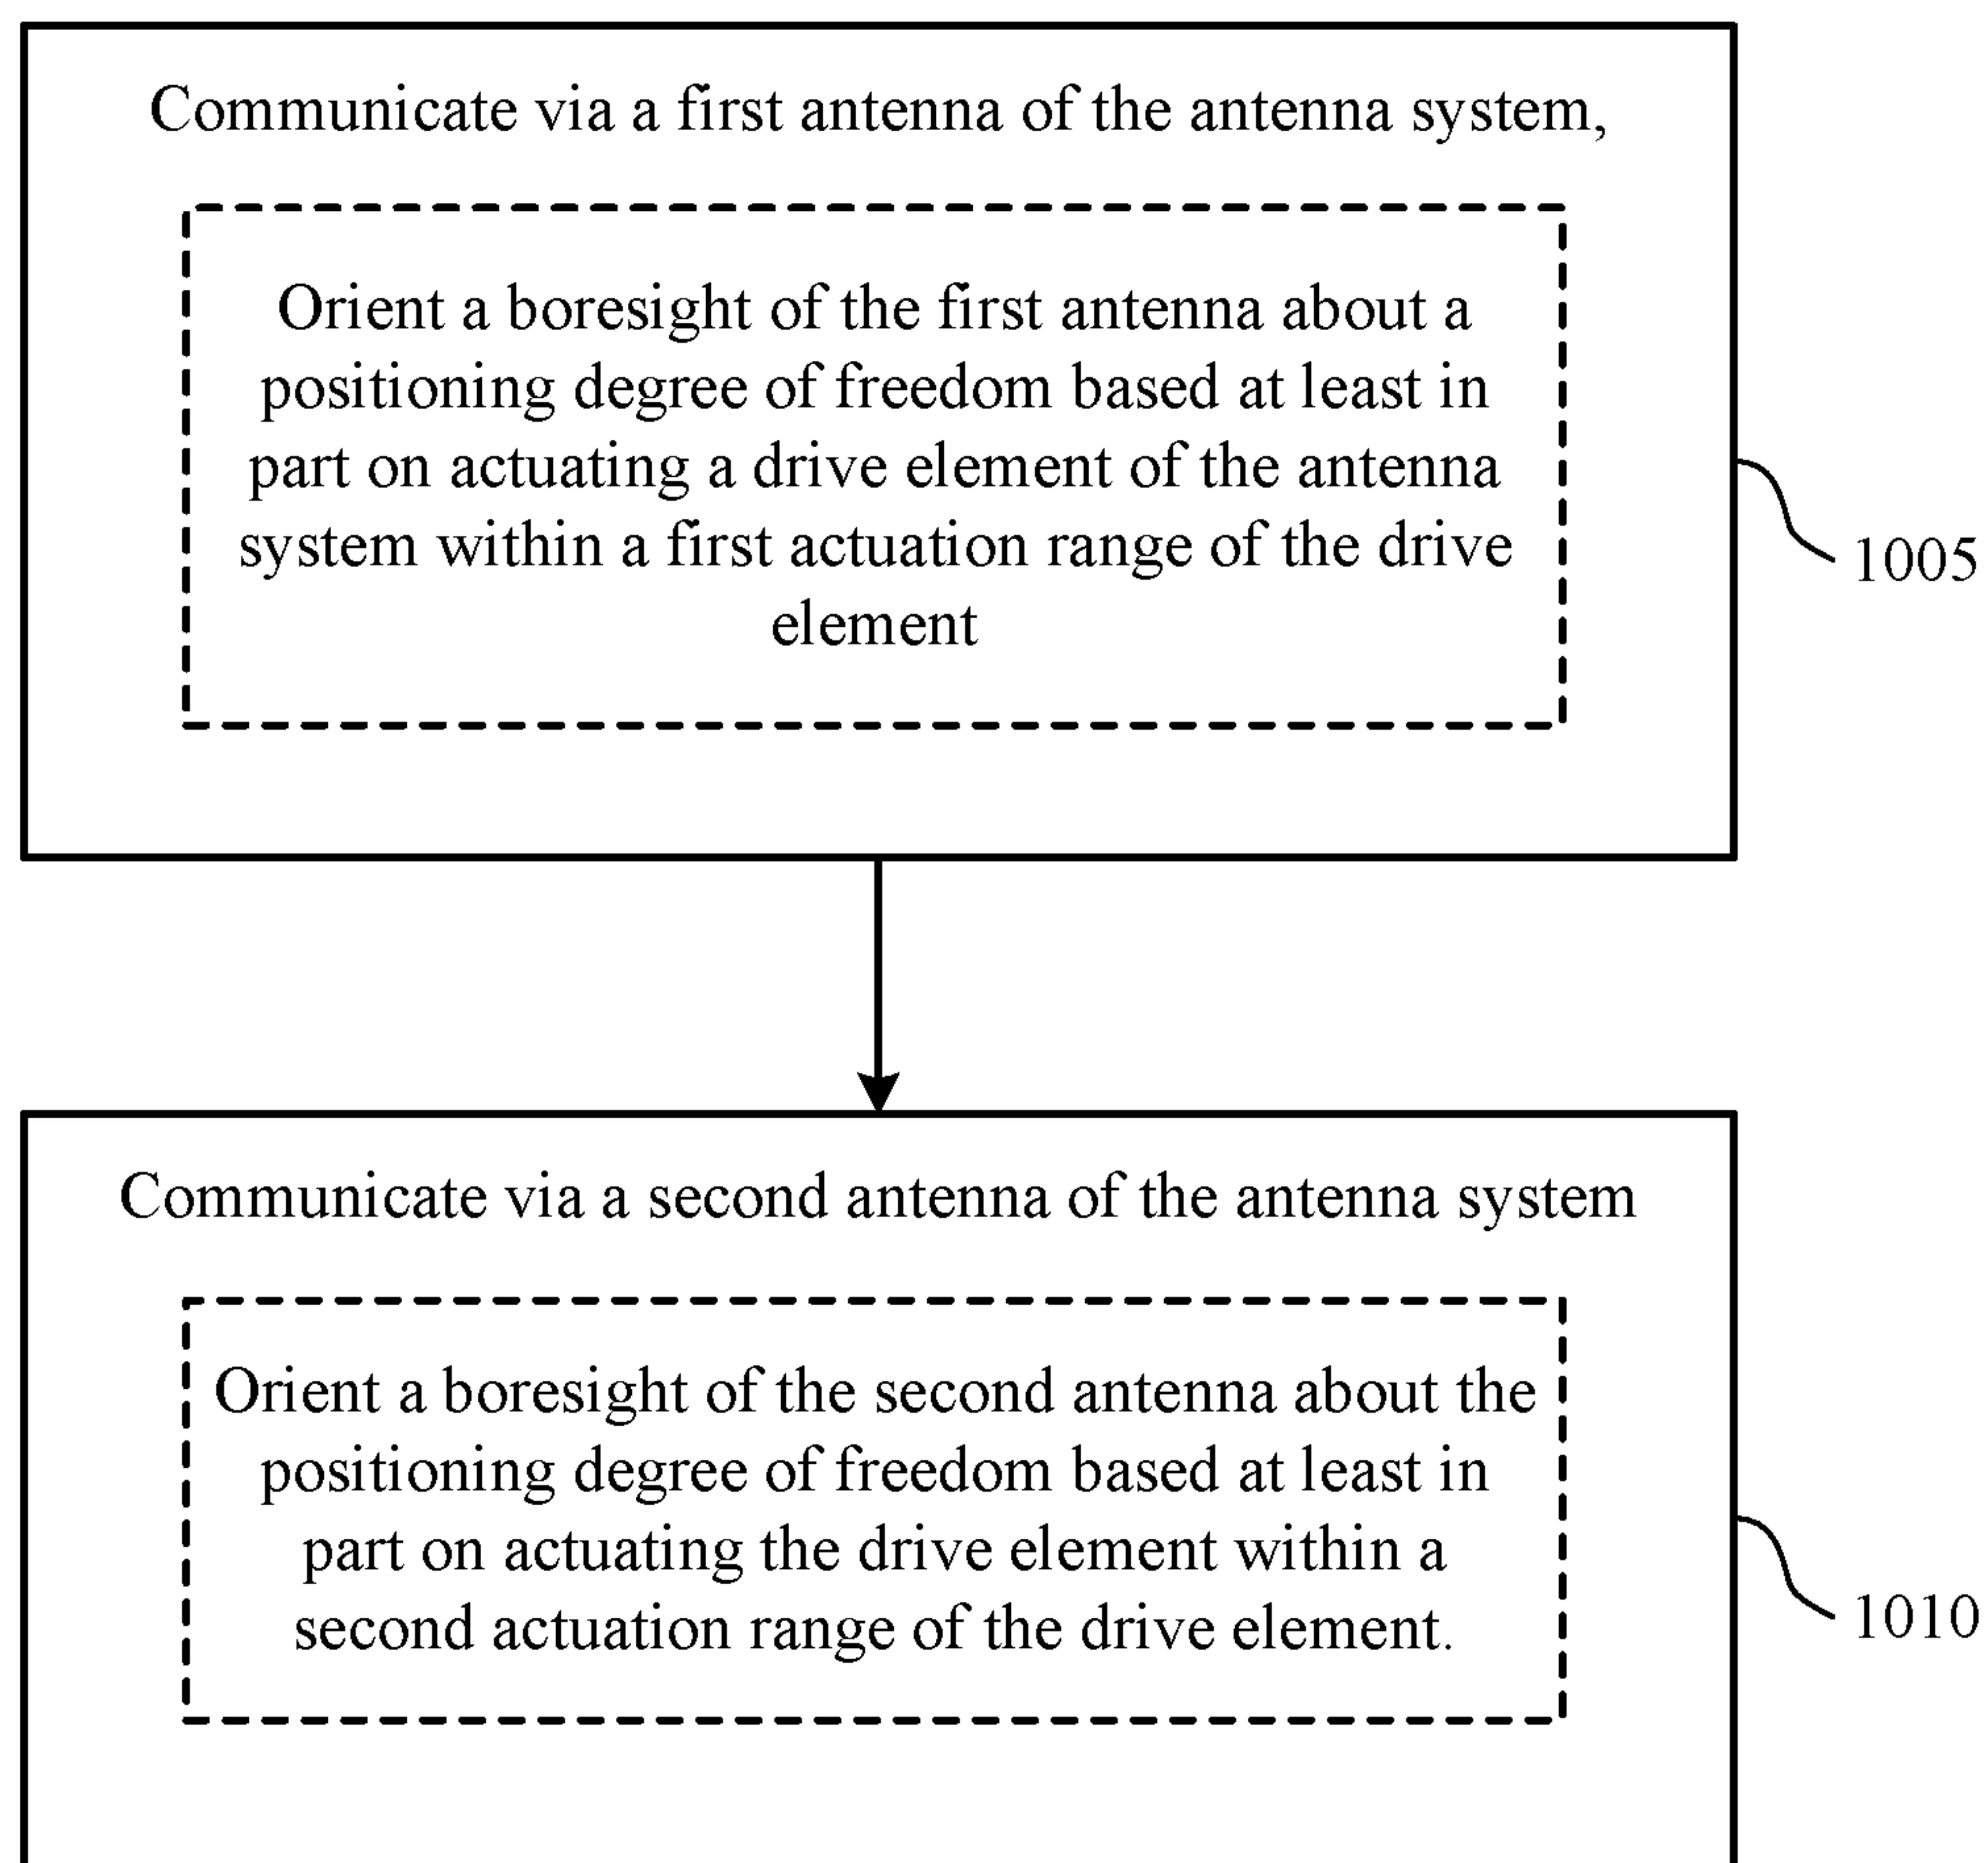 Communicate via a first antenna of the antenna system,
Orient a boresight of the first antenna about a
positioning degree of freedom based at least in
part on actuating a drive element of the antenna
system within a first actuation range of the drive
element
1005
Communicate via a second antenna of the antenna system
Orient a boresight of the second antenna about the
positioning degree of freedom based at least in
part on actuating the drive element within a
second actuation range of the drive element.
1010